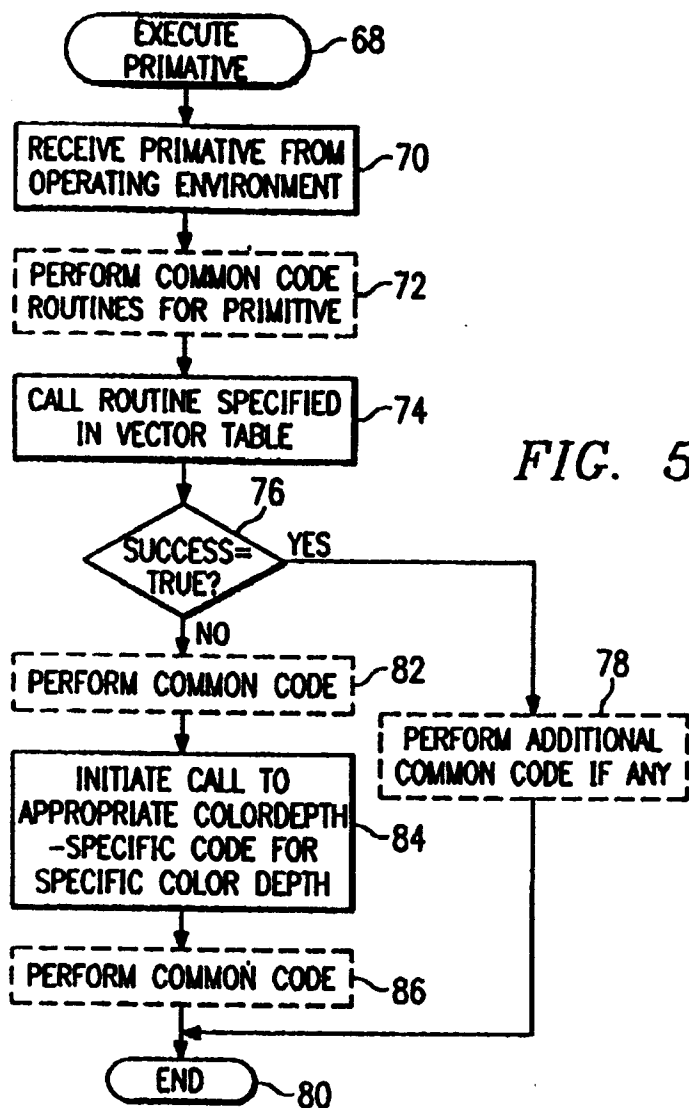 EXECUTE
PRIMATIVE
68
RECEIVE PRIMATIVE FROM
OPERATING ENVIRONMENT
70
PERFORM COMMON CODE
ROUTINES FOR PRIMITIVE
72
CALL ROUTINE SPECIFIED
IN VECTOR TABLE
74
FIG. 5
76
SUCCESS=
TRUE?
YES
NO
PERFORM COMMON CODE
82
78
PERFORM ADDITIONAL
COMMON CODE IF ANY
INITIATE CALL TO
APPROPRIATE COLORDEPTH
-SPECIFIC CODE FOR
SPECIFIC COLOR DEPTH
84
PERFORM COMMON CODE
86
END
80